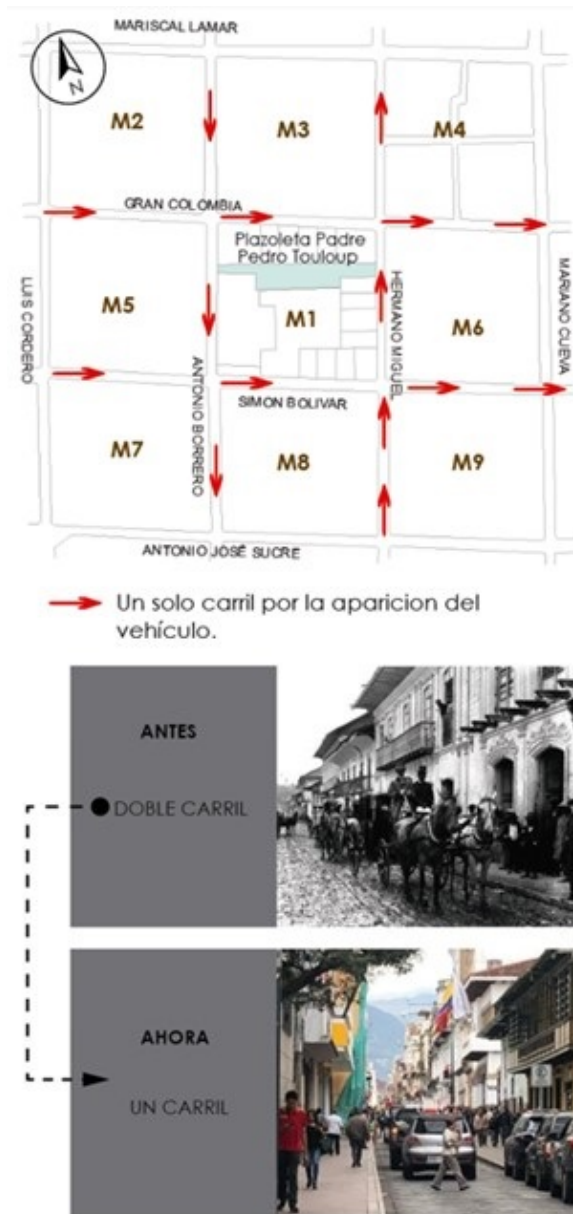 MARISCAL LAMAR
N
M2
M3
M4
GRAN COLOMBIA
Plazoleta Padre
Pedro Touloup
LUIS CORDERO
M5
ANTONIO BORRERO
M1
HERMANO MIGUEL
M6
MARIANO CUEVA
SIMON BOLIVAR
M7
M8
M9
ANTONIO JOSÉ SUCRE
Un solo carril por la aparicion del
vehículo.
ANTES
DOBLE CARRIL
AHORA
UN CARRIL